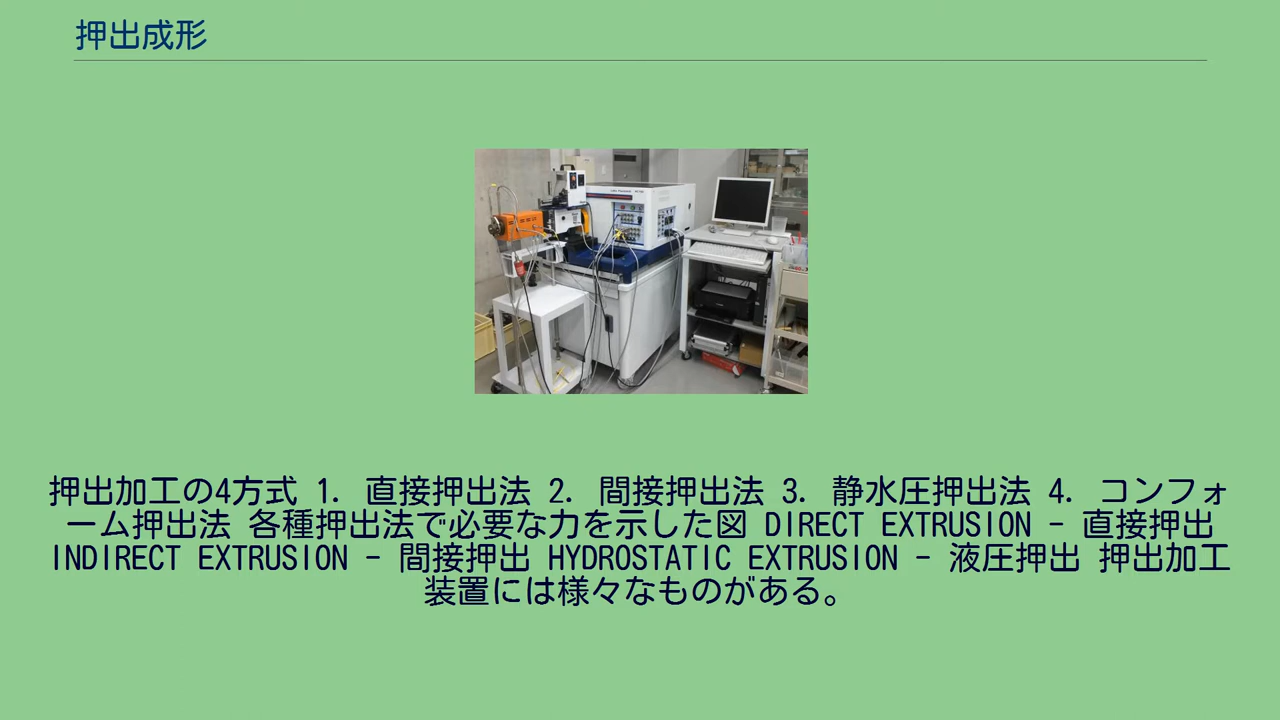 押出成形
押出加工の4方式 1. 直接押出法 2. 間接押出法 3. 静水圧押出法 4. コンフォ
ーム押出法 各種押出法で必要な力を示した図 DIRECT EXTRUSION - 直接押出
INDIRECT EXTRUSION - 間接押出 HYDROSTATIC EXTRUSION - 液圧押出 押出加工
装置には様々なものがある。